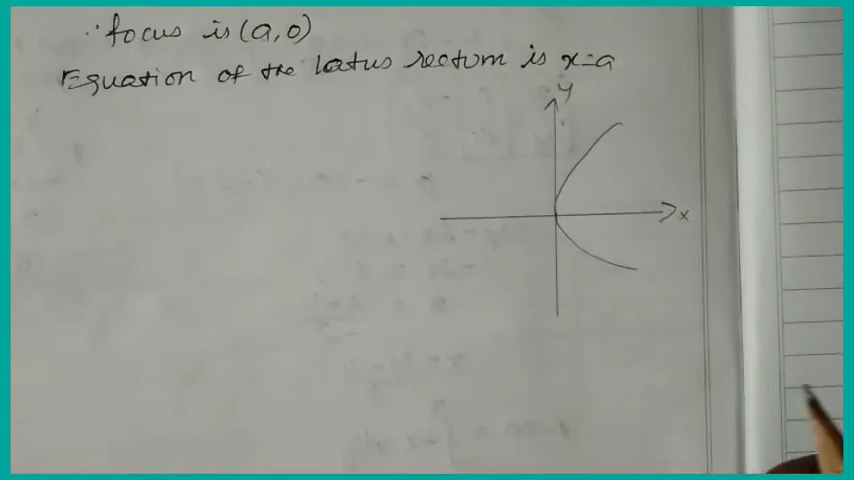 ∴ focus is (a,0)
Equation of the latus rectum is x=a
y
x